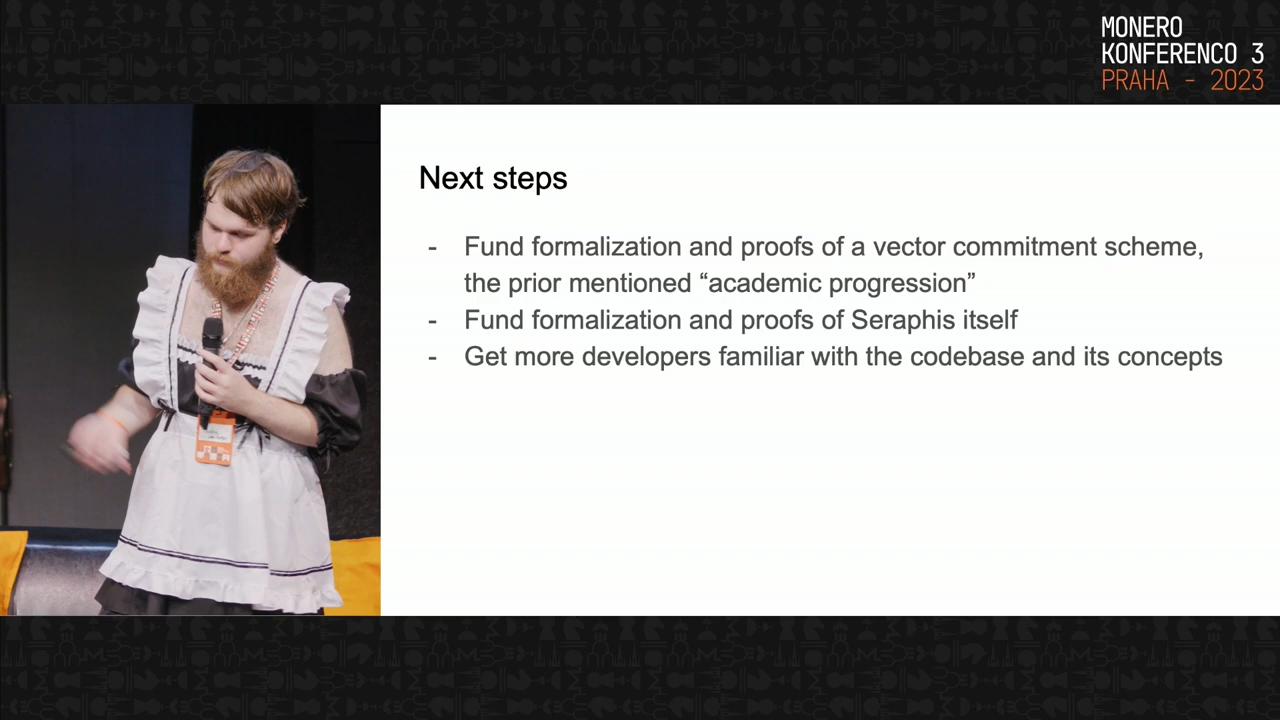 MONERO
KONFERENCO 3
PRAHA - 2023
Next steps
- Fund formalization and proofs of a vector commitment scheme,
the prior mentioned “academic progression”
- Fund formalization and proofs of Seraphis itself
- Get more developers familiar with the codebase and its concepts